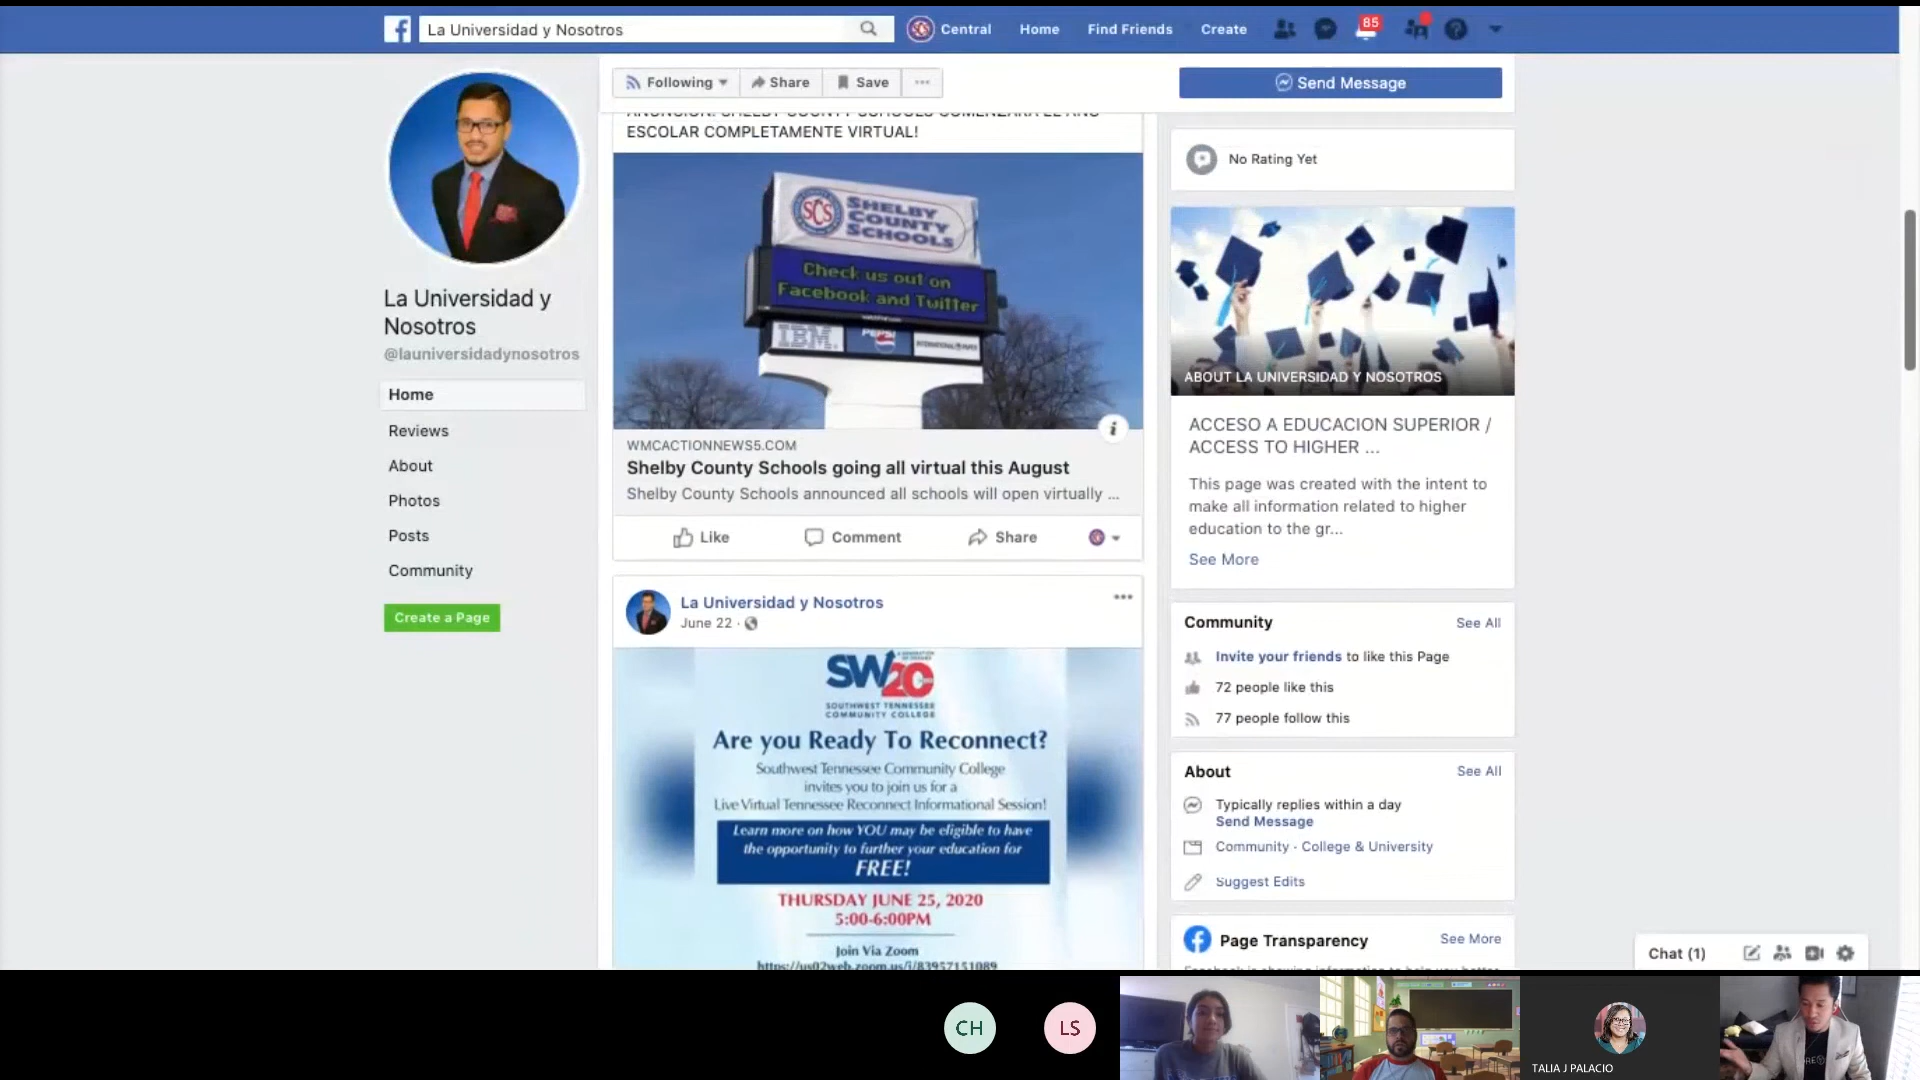 La Universidad y Nosotros
Central
Home
Find Friends
Create
85
Following
Share
Save
Send Message
ESCOLAR COMPLETAMENTE VIRTUAL!
SCS
SHELBY
COUNTY
SCHOOLS
Check us out on
Facebook and Twitter
IBM
PEPSI
INTERNATIONAL PAPER
WMCACTIONNEWS5.COM
Shelby County Schools going all virtual this August
Shelby County Schools announced all schools will open virtually ...
Like
Comment
Share
La Universidad y Nosotros
June 22 ·
SW20
SOUTHWEST TENNESSEE
COMMUNITY COLLEGE
Are you Ready To Reconnect?
Southwest Tennessee Community College
invites you to join us for a
Live Virtual Tennessee Reconnect Informational Session!
Learn more on how YOU may be eligible to have
the opportunity to further your education for
FREE!
THURSDAY JUNE 25, 2020
5:00-6:00PM
Join Via Zoom
https://us02web.zoom.us/j/83957151089
La Universidad y
Nosotros
@launiversidadynosotros
Home
Reviews
About
Photos
Posts
Community
Create a Page
No Rating Yet
ABOUT LA UNIVERSIDAD Y NOSOTROS
ACCESO A EDUCACION SUPERIOR /
ACCESS TO HIGHER ...
This page was created with the intent to
make all information related to higher
education to the gr...
See More
Community
See All
Invite your friends to like this Page
72 people like this
77 people follow this
About
See All
Typically replies within a day
Send Message
Community · College & University
Suggest Edits
Page Transparency
See More
Chat (1)
CH
LS
TALIA J PALACIO